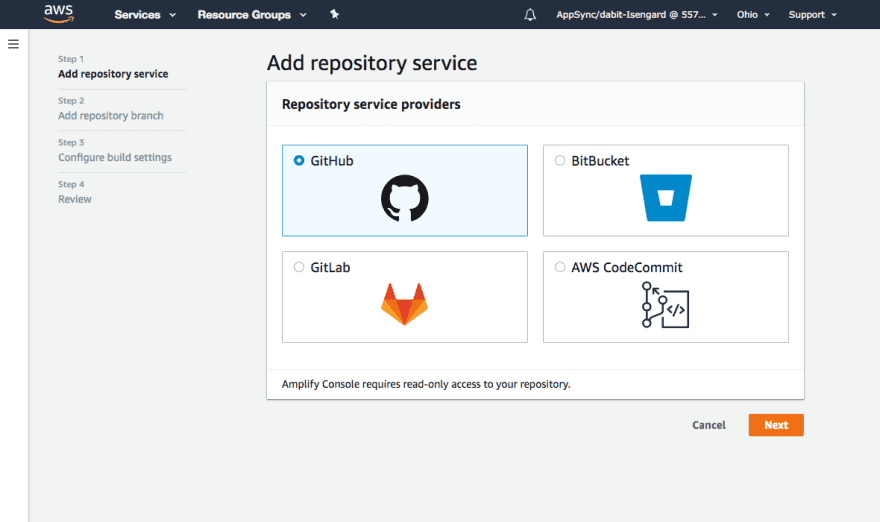 aws Services Resource Groups AppSync/dabit-Isengard @ 557... Ohio Support
Step 1
Add repository service
Step 2
Add repository branch
Step 3
Configure build settings
Step 4
Review
Add repository service
Repository service providers
GitHub
BitBucket
GitLab
AWS CodeCommit
Amplify Console requires read-only access to your repository.
Cancel Next